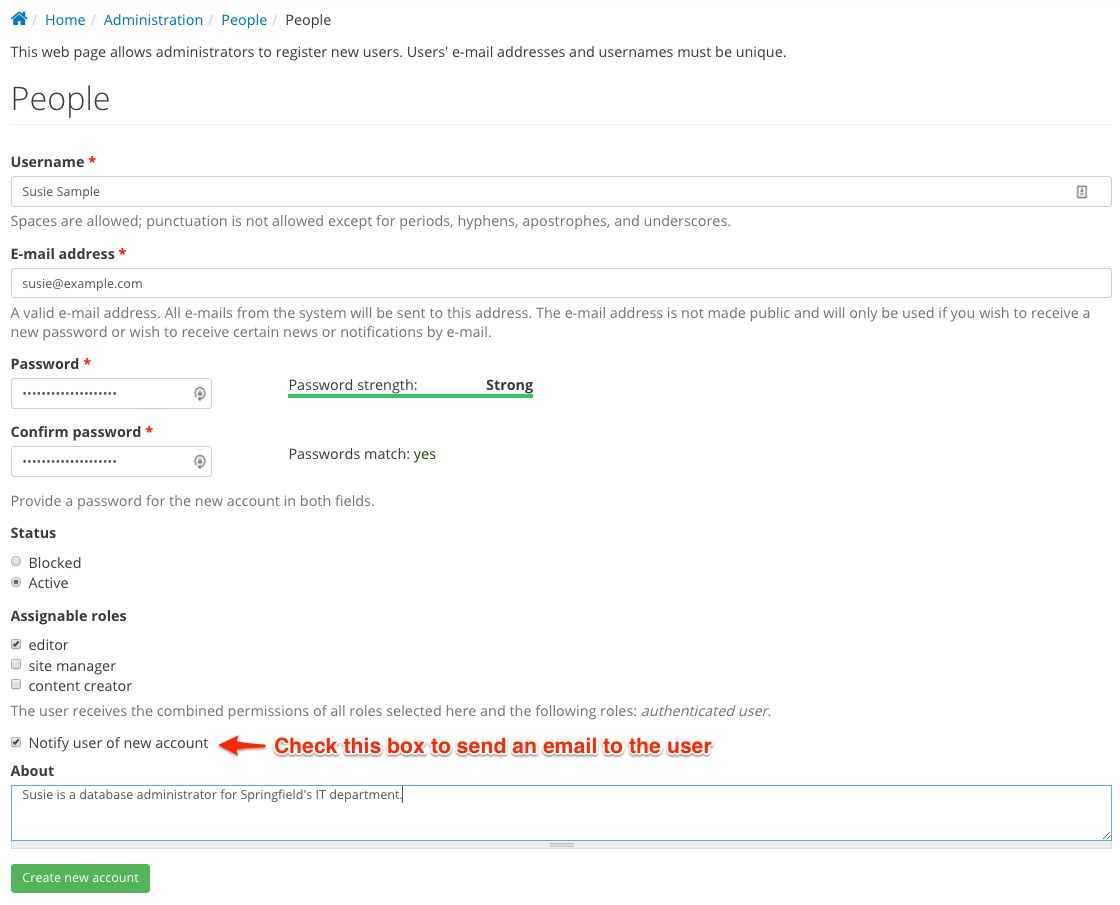 / Home / Administration / People / People
This web page allows administrators to register new users. Users' e-mail addresses and usernames must be unique.
People
Username *
Susie Sample
Spaces are allowed; punctuation is not allowed except for periods, hyphens, apostrophes, and underscores.
E-mail address *
susie@example.com
A valid e-mail address. All e-mails from the system will be sent to this address. The e-mail address is not made public and will only be used if you wish to receive a
new password or wish to receive certain news or notifications by e-mail.
Password *
••••••••••••••••••••
Password strength: Strong
Confirm password *
••••••••••••••••••••
Passwords match: yes
Provide a password for the new account in both fields.
Status
Blocked
Active
Assignable roles
editor
site manager
content creator
The user receives the combined permissions of all roles selected here and the following roles: authenticated user.
Notify user of new account Check this box to send an email to the user
About
Susie is a database administrator for Springfield's IT department.
Create new account